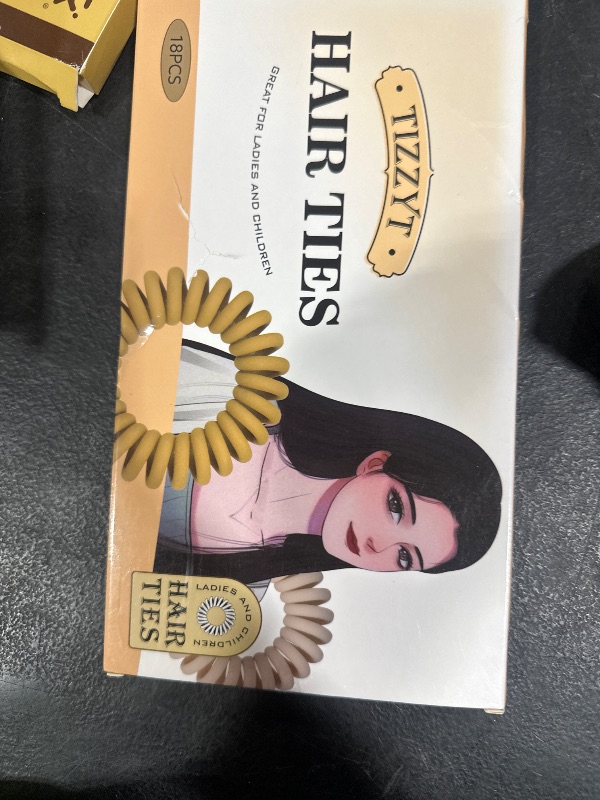 TIZZYT
HAIR TIES
GREAT FOR LADIES AND CHILDREN
18PCS
LADIES AND CHILDREN
HAIR
TIES